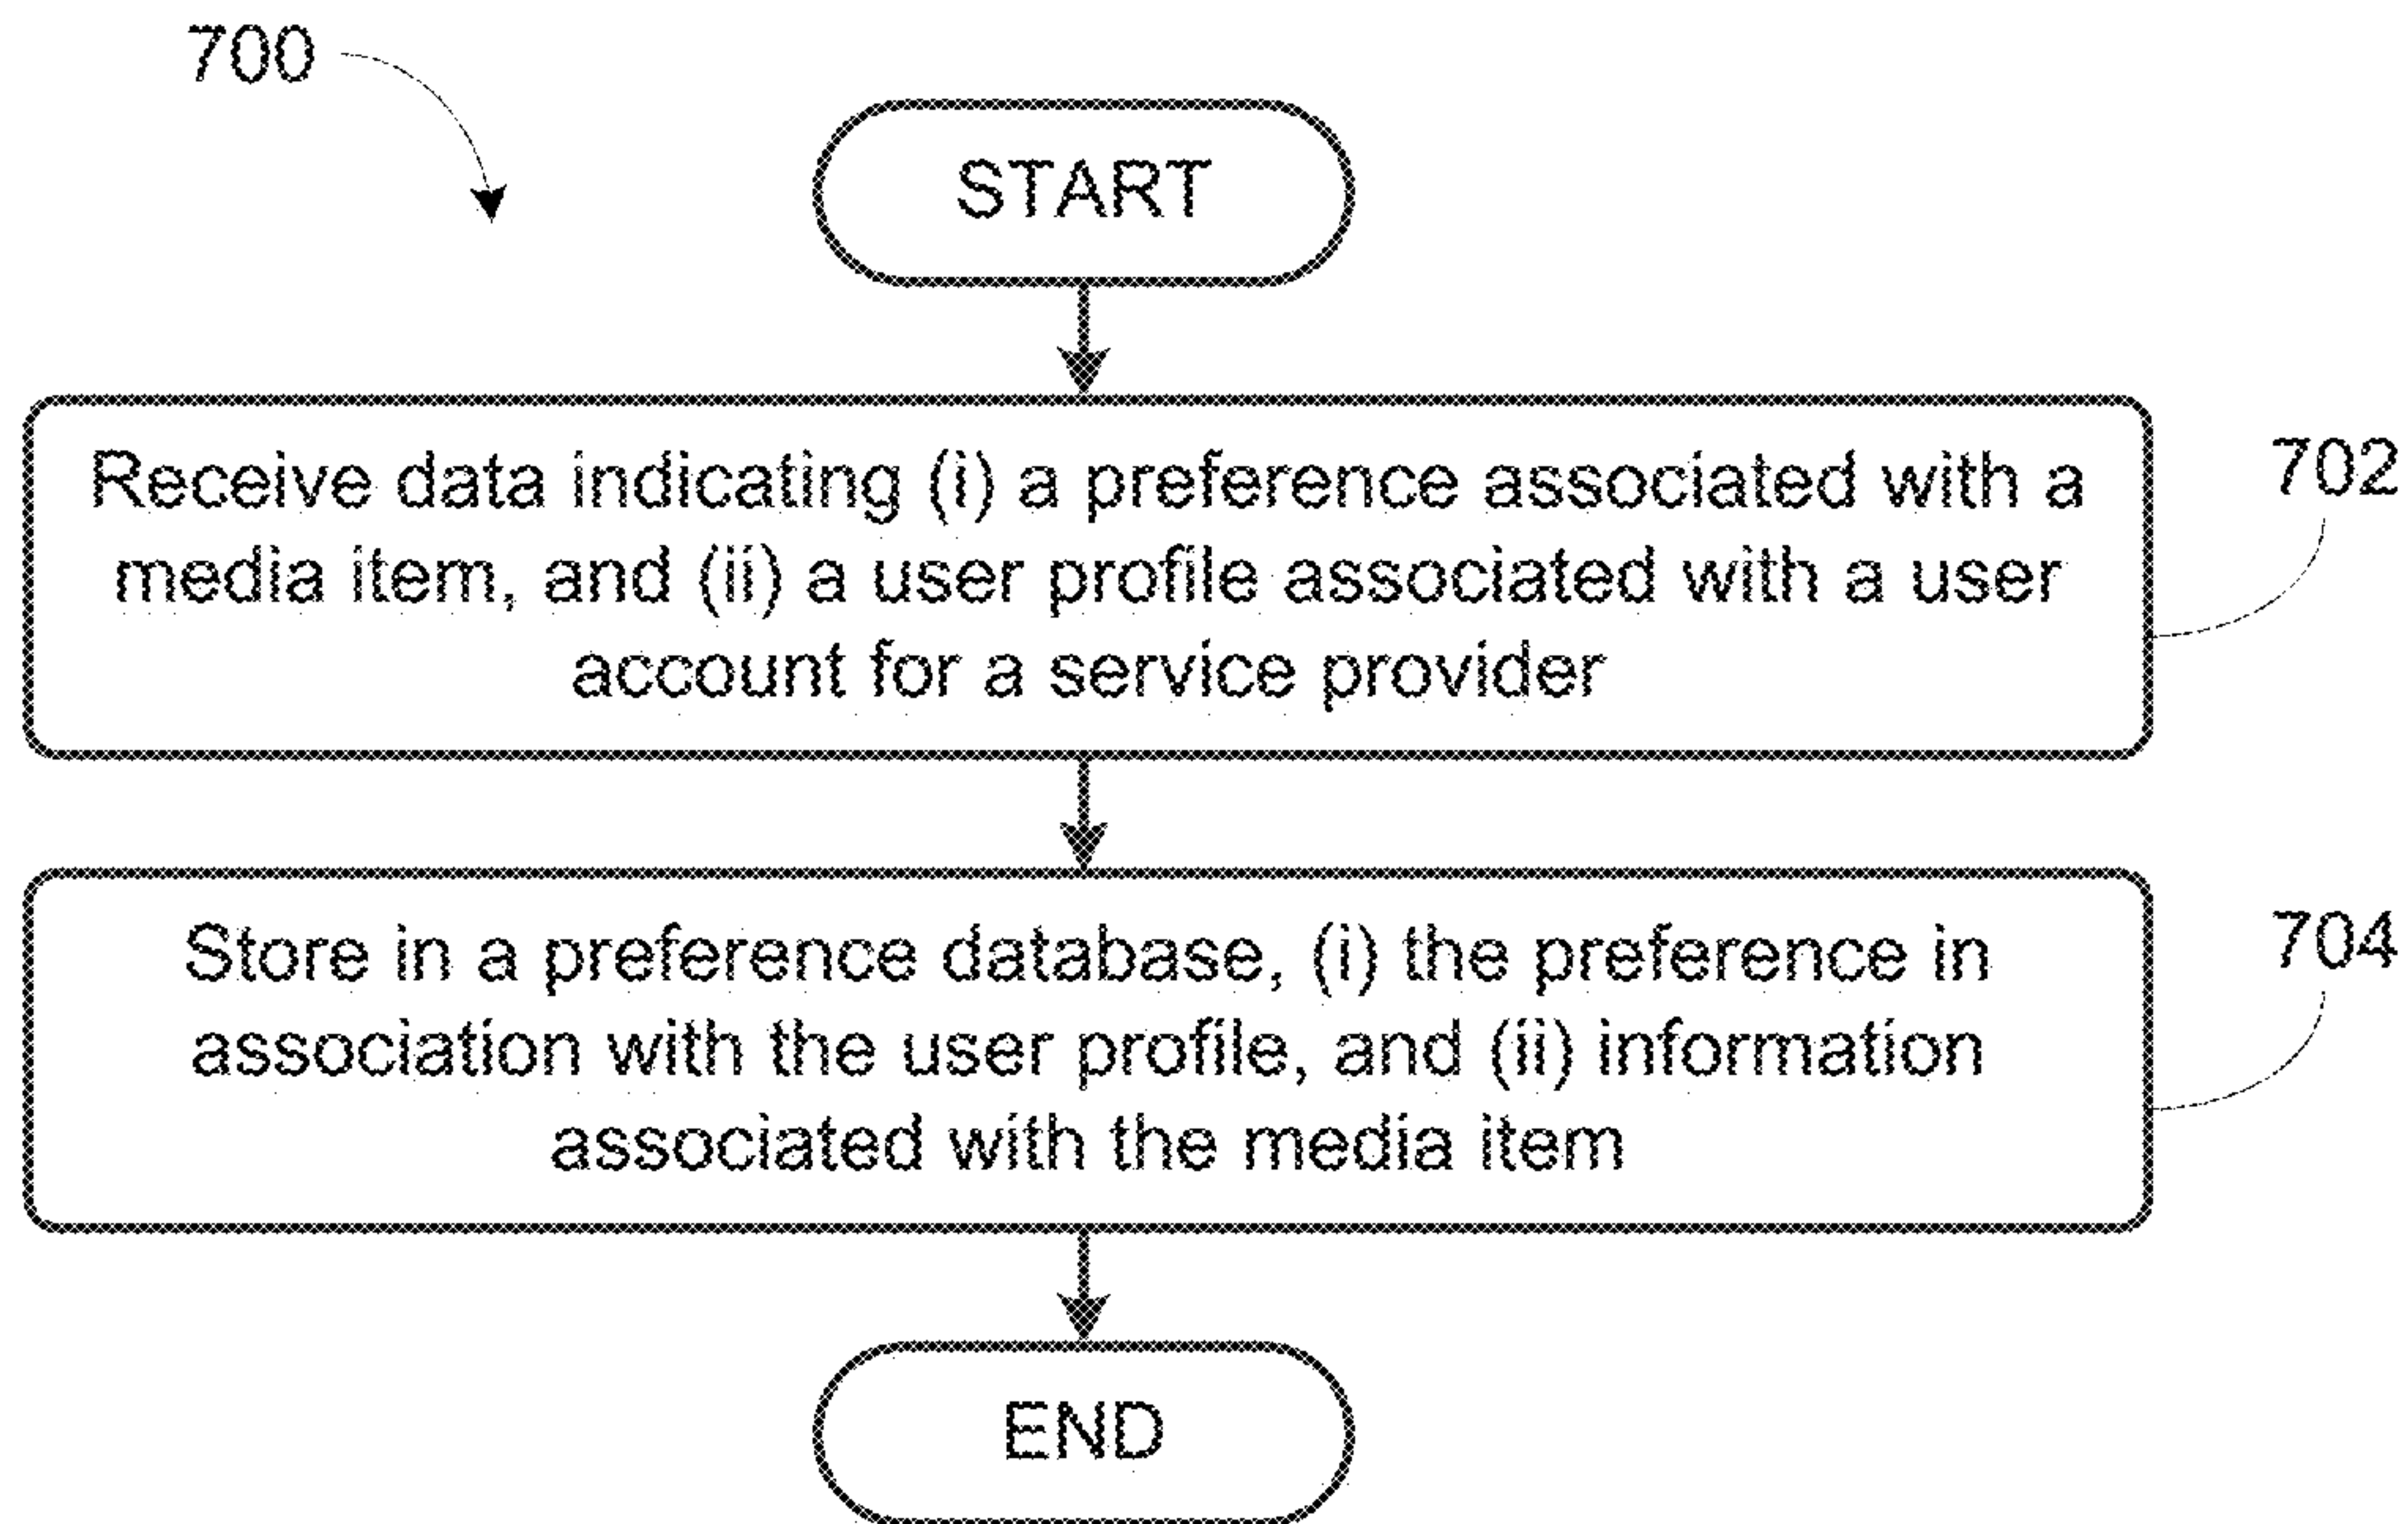 700
START
Receive data indicating (i) a preference associated with a
media item, and (ii) a user profile associated with a user
account for a service provider
702
Store in a preference database, (i) the preference in
association with the user profile, and (ii) information
associated with the media item
704
END